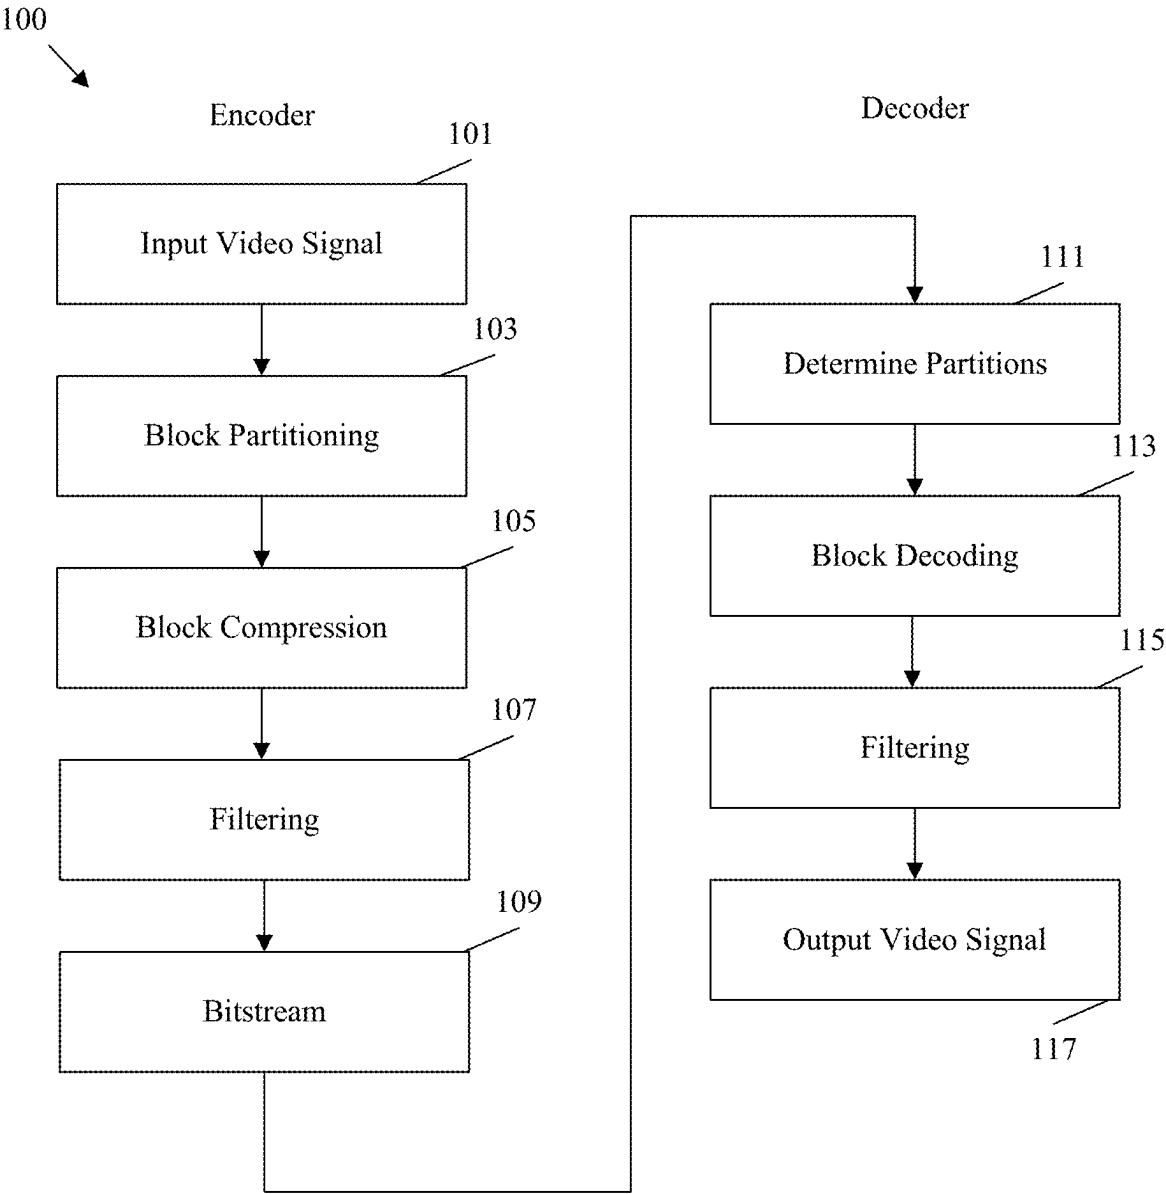 100
Encoder
101
Input Video Signal
103
Block Partitioning
105
Block Compression
107
Filtering
109
Bitstream
Decoder
111
Determine Partitions
113
Block Decoding
115
Filtering
Output Video Signal
117